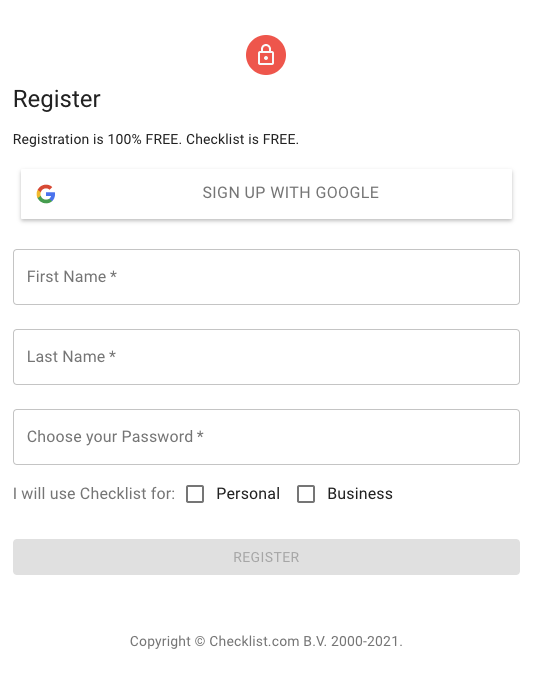 Register
Registration is 100% FREE. Checklist is FREE.
SIGN UP WITH GOOGLE
First Name *
Last Name *
Choose your Password *
I will use Checklist for: Personal Business
REGISTER
Copyright © Checklist.com B.V. 2000-2021.